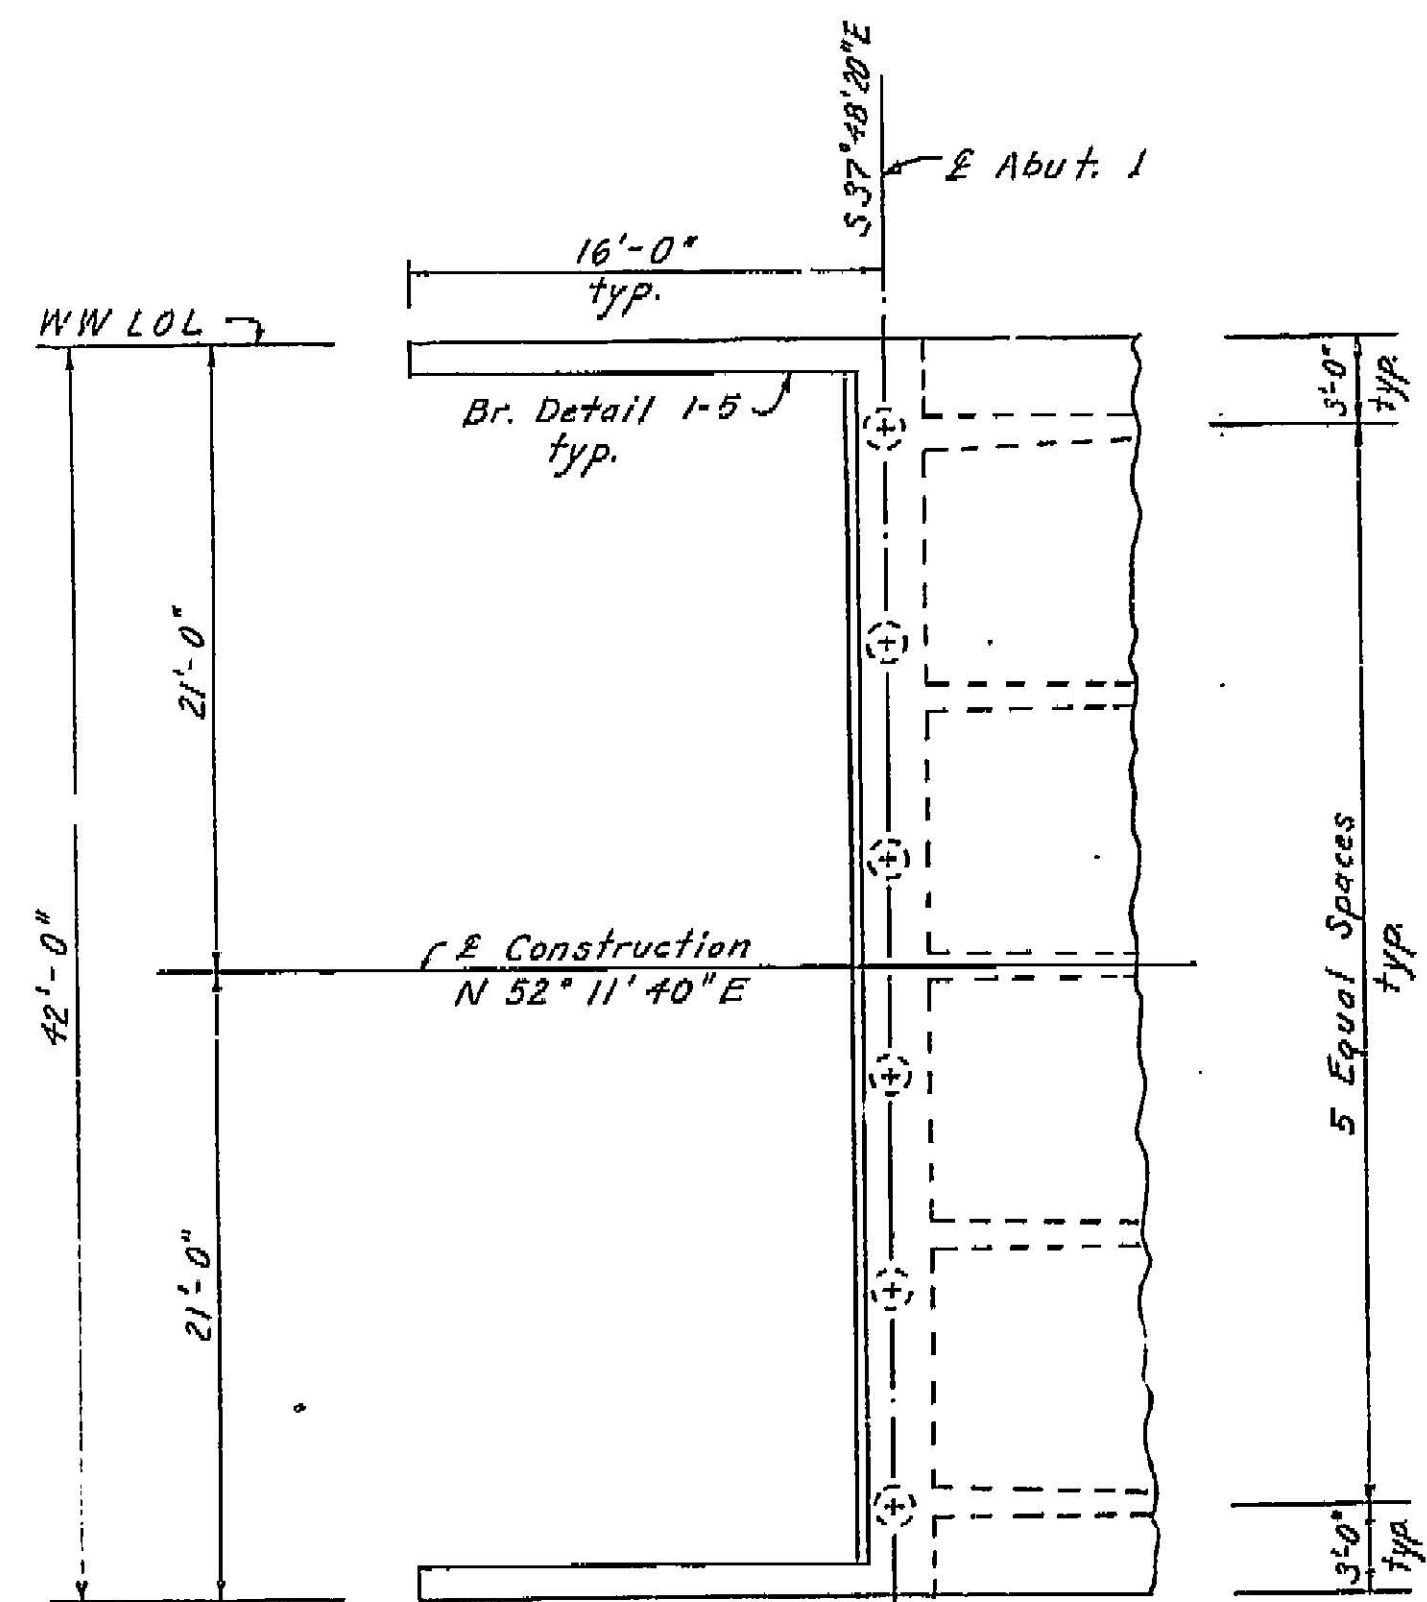 S 37° 48' 20" E
℄ Abut. 1
16'-0"
typ.
WW LOL
3'-0"
typ.
Br. Detail 1-5
typ.
21'-0"
42'-0"
℄ Construction
N 52° 11' 40" E
5 Equal Spaces
typ.
21'-0"
3'-0"
typ